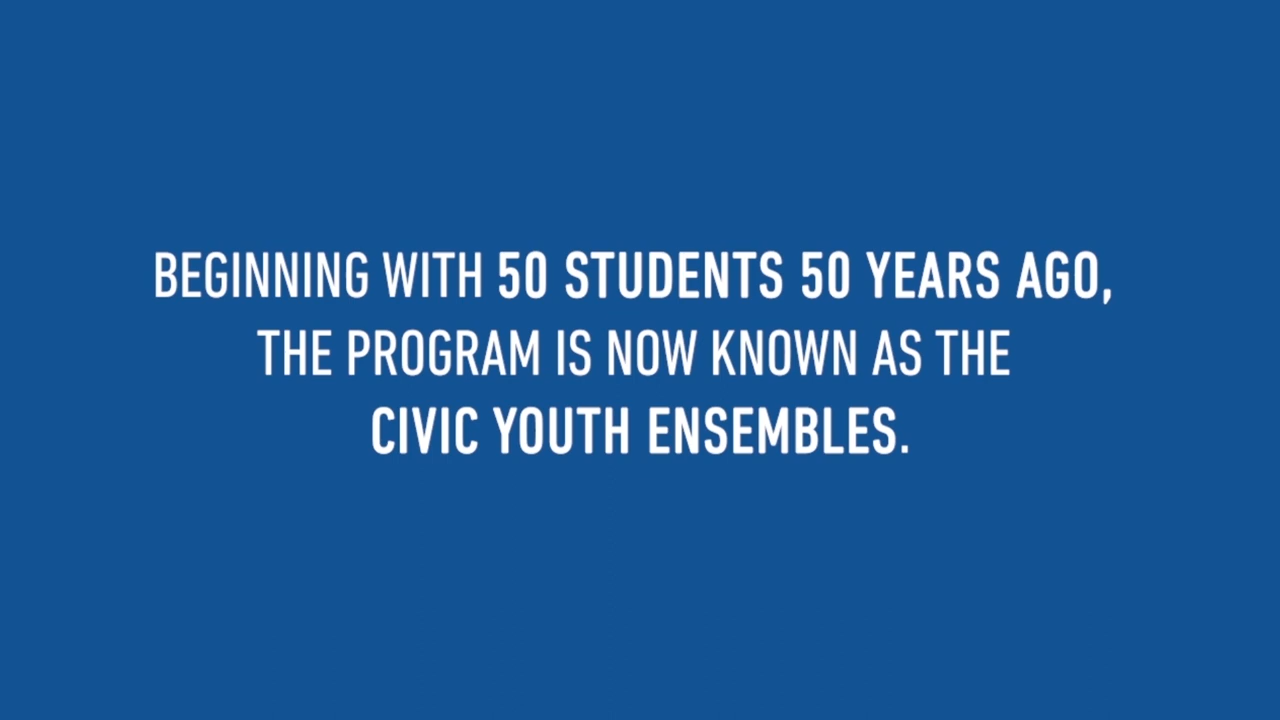 BEGINNING WITH 50 STUDENTS 50 YEARS AGO,
THE PROGRAM IS NOW KNOWN AS THE
CIVIC YOUTH ENSEMBLES.